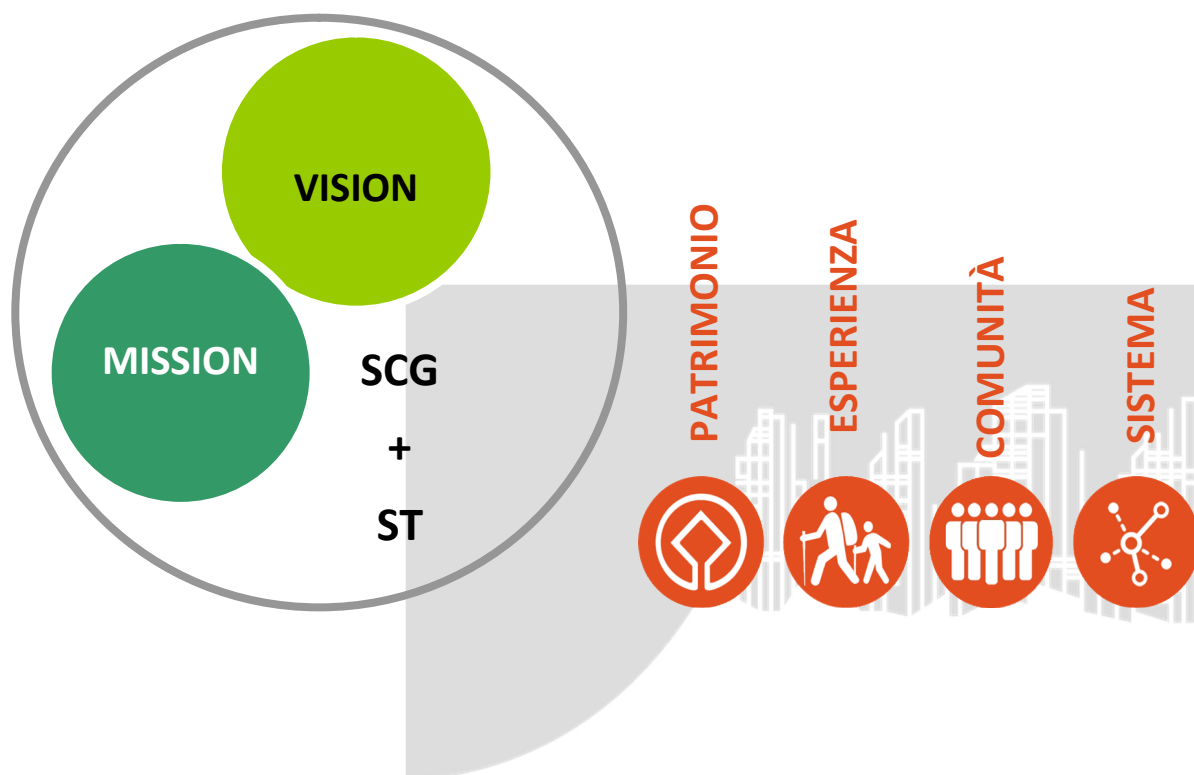 VISION
MISSION
SCG
+
ST
PATRIMONIO
ESPERIENZA
COMUNITÀ
SISTEMA